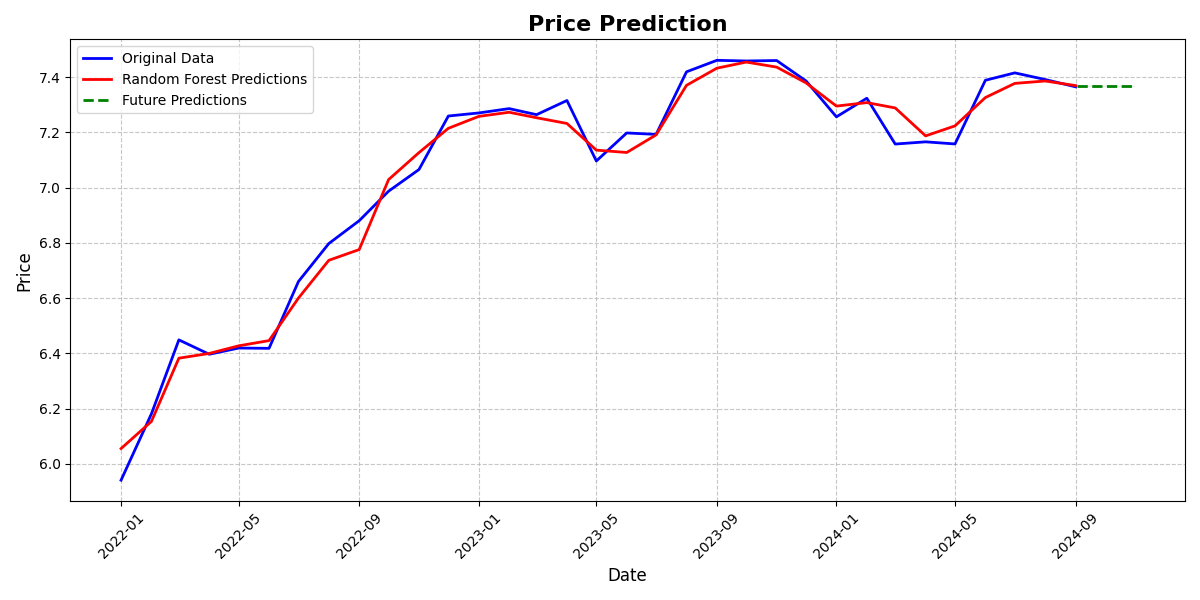 Price Prediction
Original Data
Random Forest Predictions
Future Predictions
Price
7.4
7.2
7.0
6.8
6.6
6.4
6.2
6.0
2022-01
2022-05
2022-09
2023-01
2023-05
2023-09
2024-01
2024-05
2024-09
Date